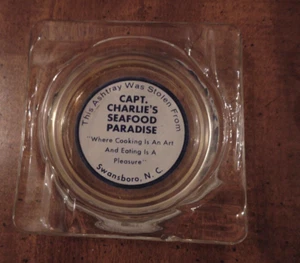 This Ashtray Was Stolen From
CAPT.
CHARLIE'S
SEAFOOD
PARADISE
"Where Cooking Is An Art
And Eating Is A
Pleasure"
Swansboro, N. C.